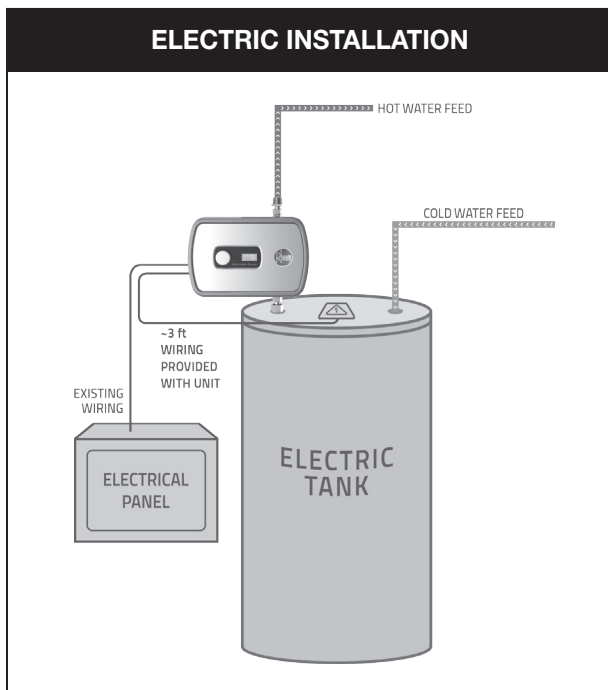 ELECTRIC INSTALLATION
HOT WATER FEED
COLD WATER FEED
~3 ft
WIRING
PROVIDED
WITH UNIT
EXISTING
WIRING
ELECTRICAL
PANEL
ELECTRIC
TANK